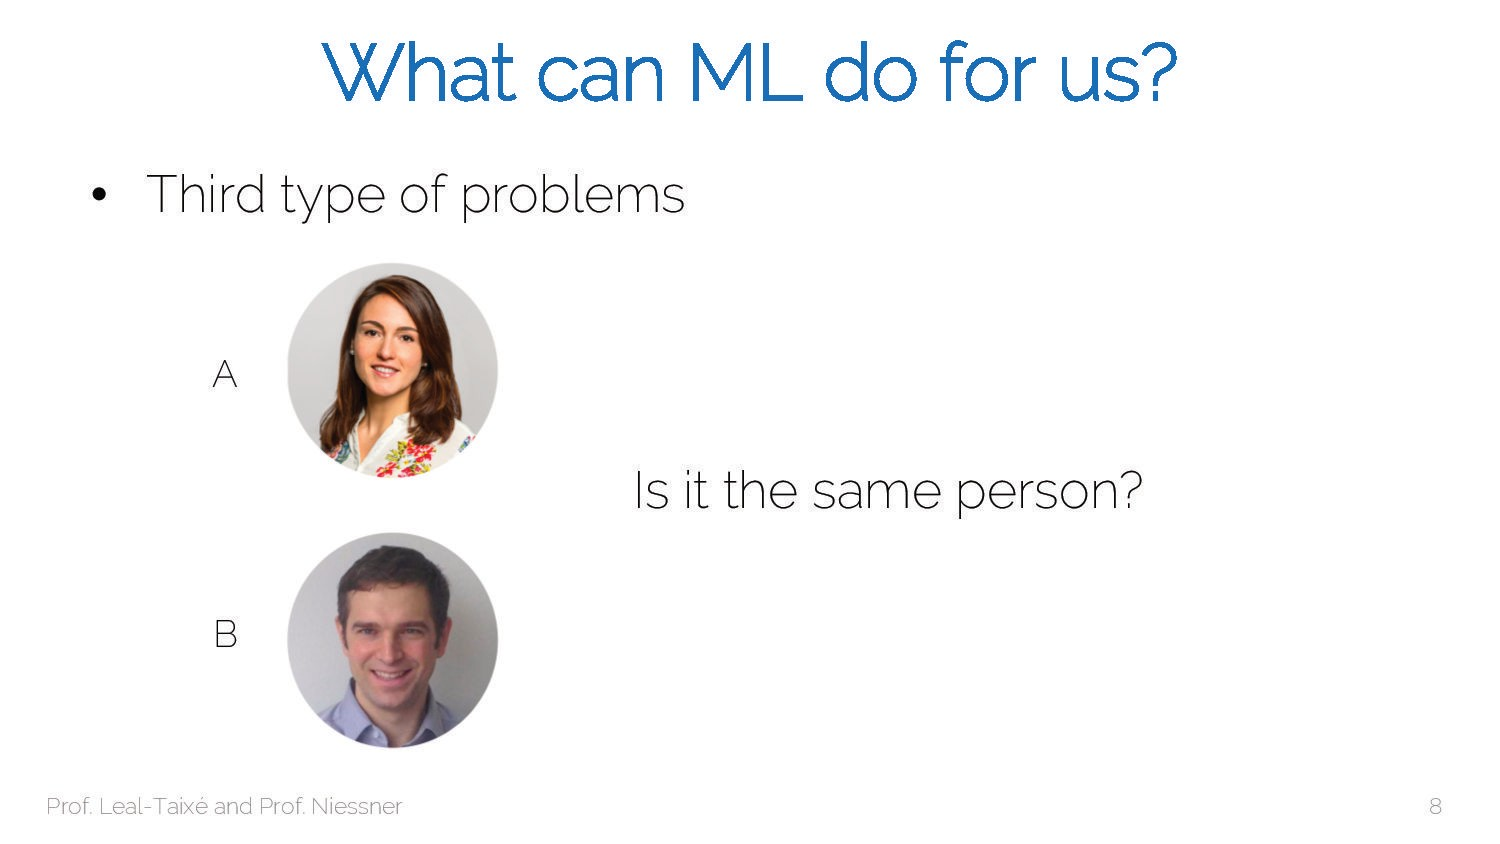 What can ML do for us?
• Third type of problems
A
Is it the same person?
B
Prof. Leal-Taixé and Prof. Niessner
8